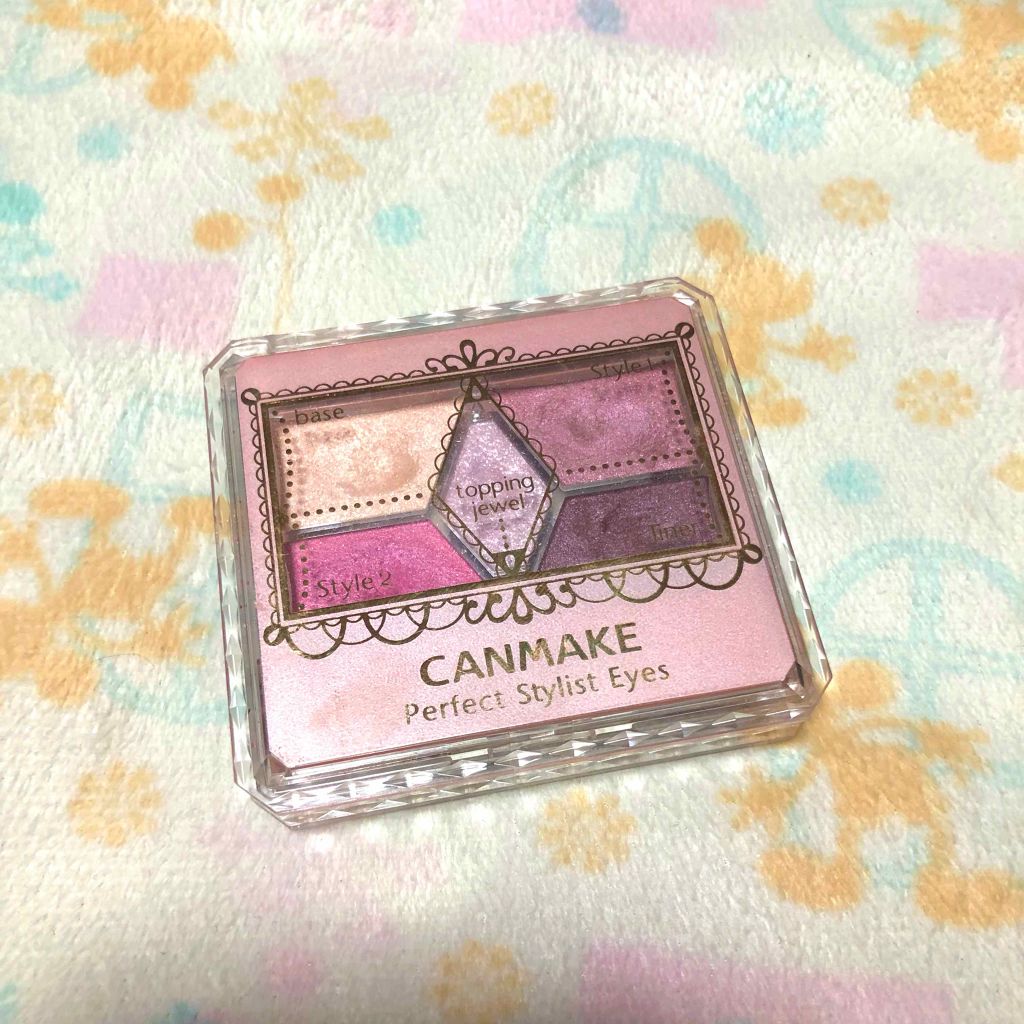 base
Style 1
topping
jewel
Style 2
liner
CANMAKE
Perfect Stylist Eyes